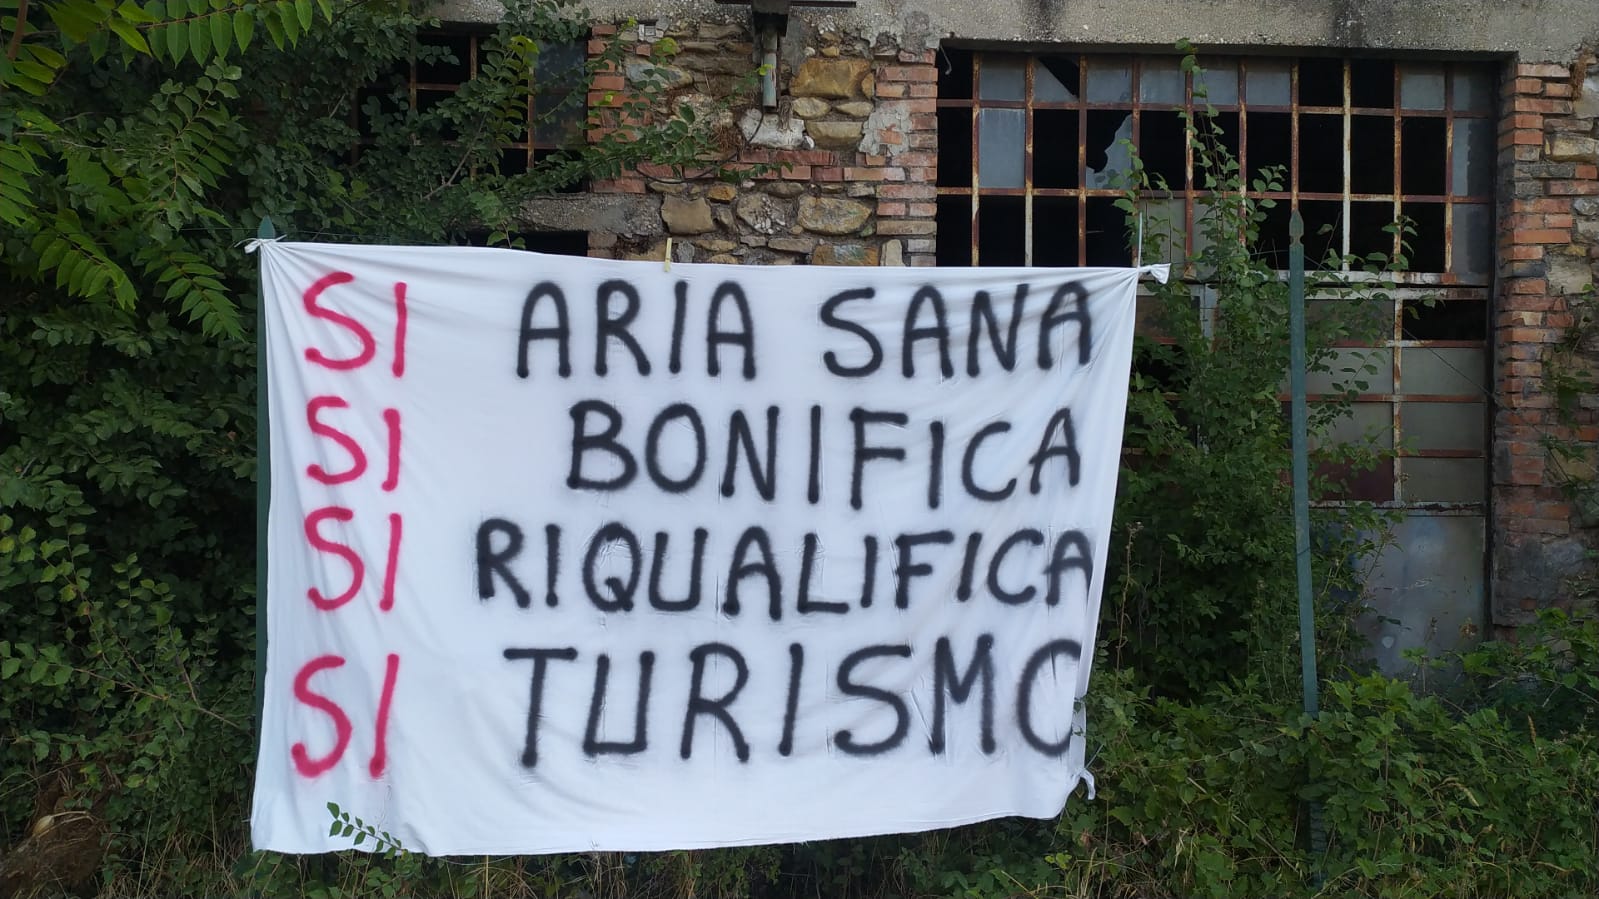 SI ARIA SANA
SI BONIFICA
SI RIQUALIFICA
SI TURISMO